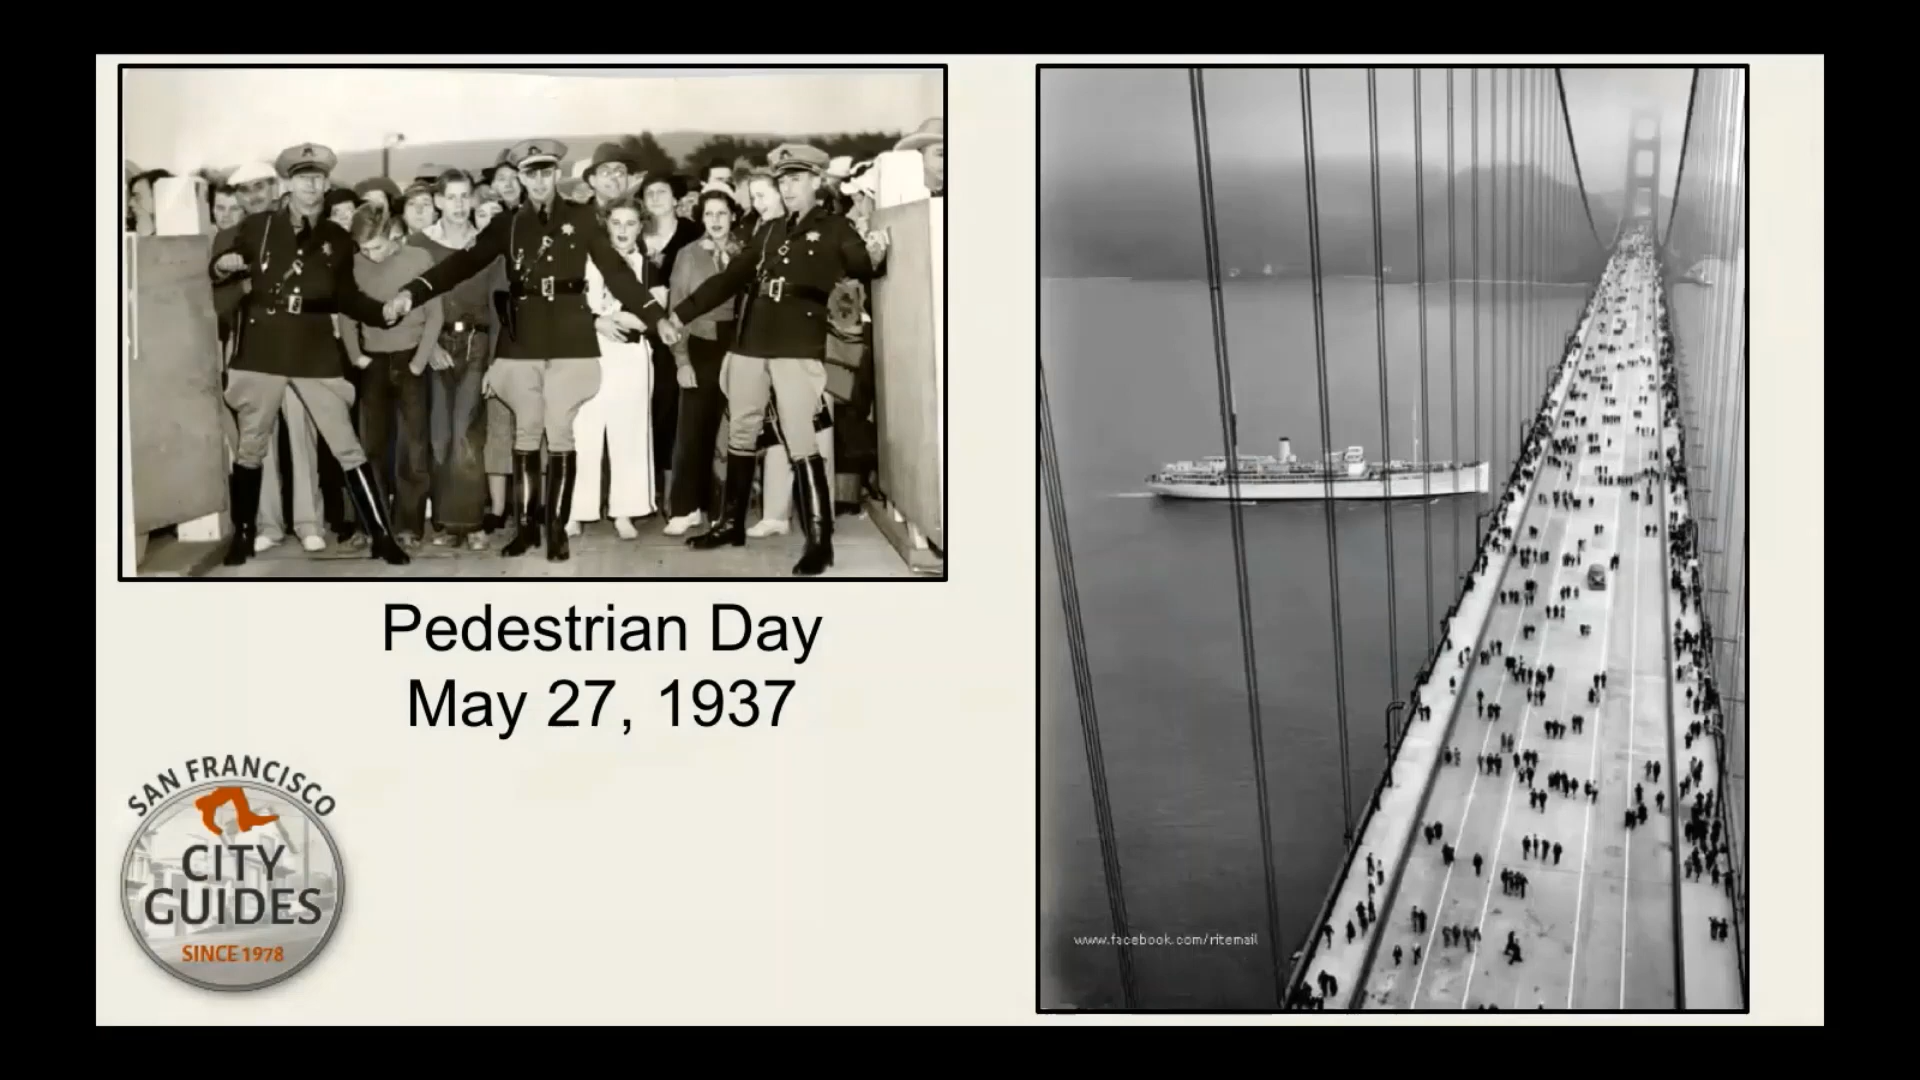 Pedestrian Day
May 27, 1937
SAN FRANCISCO
CITY
GUIDES
SINCE 1978
www.facebook.com/ritemail